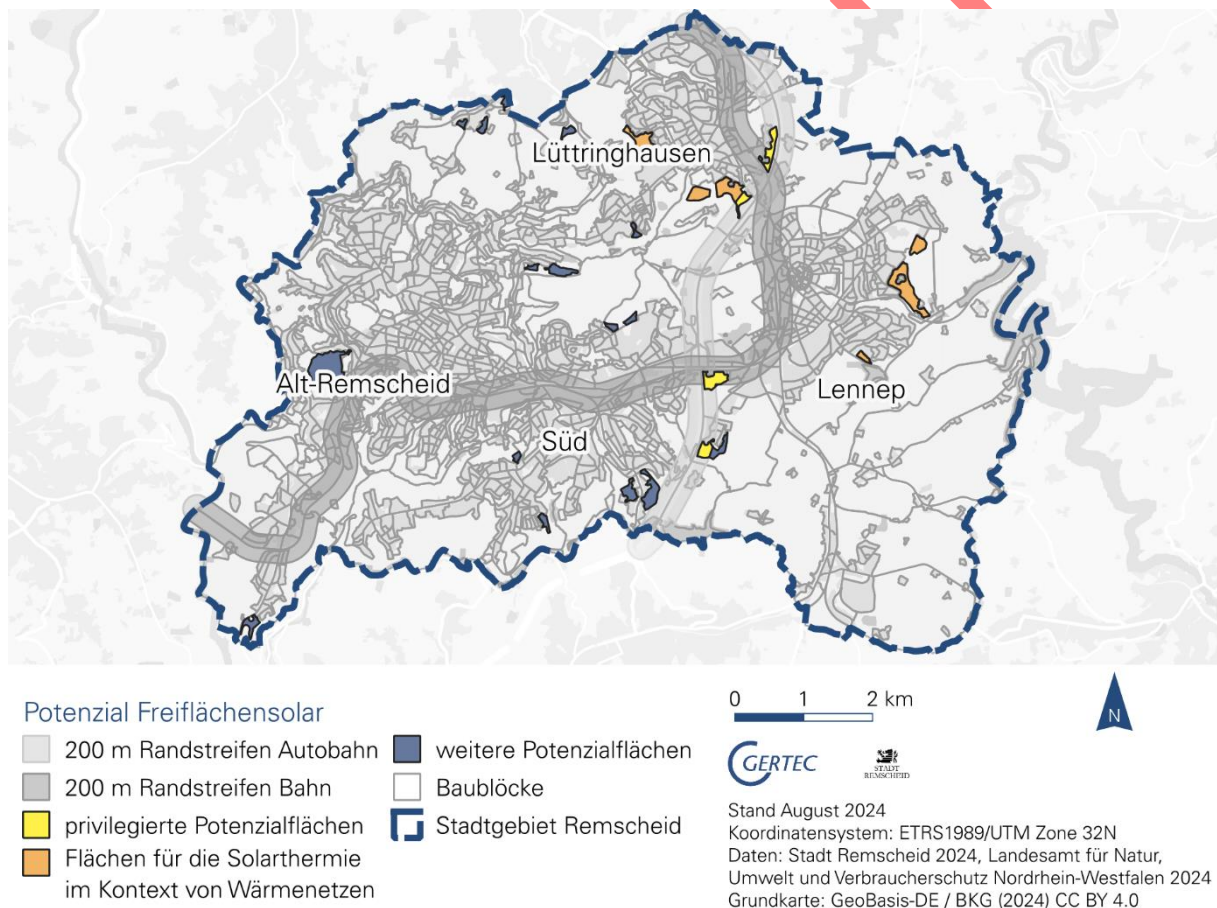 Lüttringhausen
Alt-Remscheid
Lennep
Süd
Potenzial Freiflächensolar
200 m Randstreifen Autobahn
200 m Randstreifen Bahn
privilegierte Potenzialflächen
Flächen für die Solarthermie
im Kontext von Wärmenetzen
weitere Potenzialflächen
Baublöcke
Stadtgebiet Remscheid
0 1 2 km
N
GERTEC
STADT
REMSCHEID
Stand August 2024
Koordinatensystem: ETRS1989/UTM Zone 32N
Daten: Stadt Remscheid 2024, Landesamt für Natur,
Umwelt und Verbraucherschutz Nordrhein-Westfalen 2024
Grundkarte: GeoBasis-DE / BKG (2024) CC BY 4.0